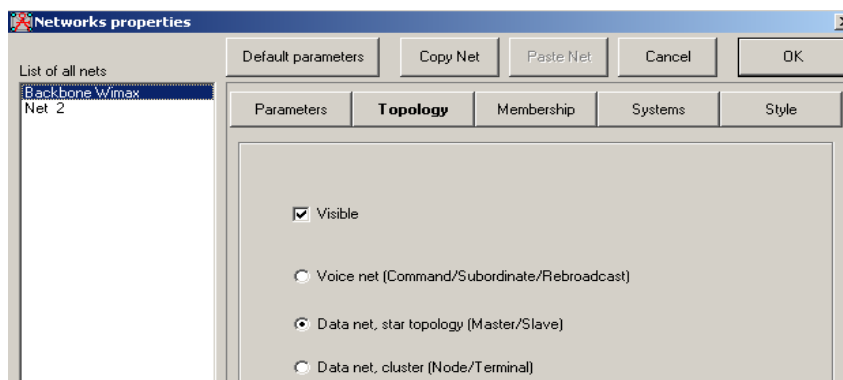 Networks properties
Default parameters
Copy Net
Paste Net
Cancel
OK
List of all nets
Backbone Wimax
Net 2
Parameters
Topology
Membership
Systems
Style
Visible
Voice net (Command/Subordinate/Rebroadcast)
Data net, star topology (Master/Slave)
Data net, cluster (Node/Terminal)